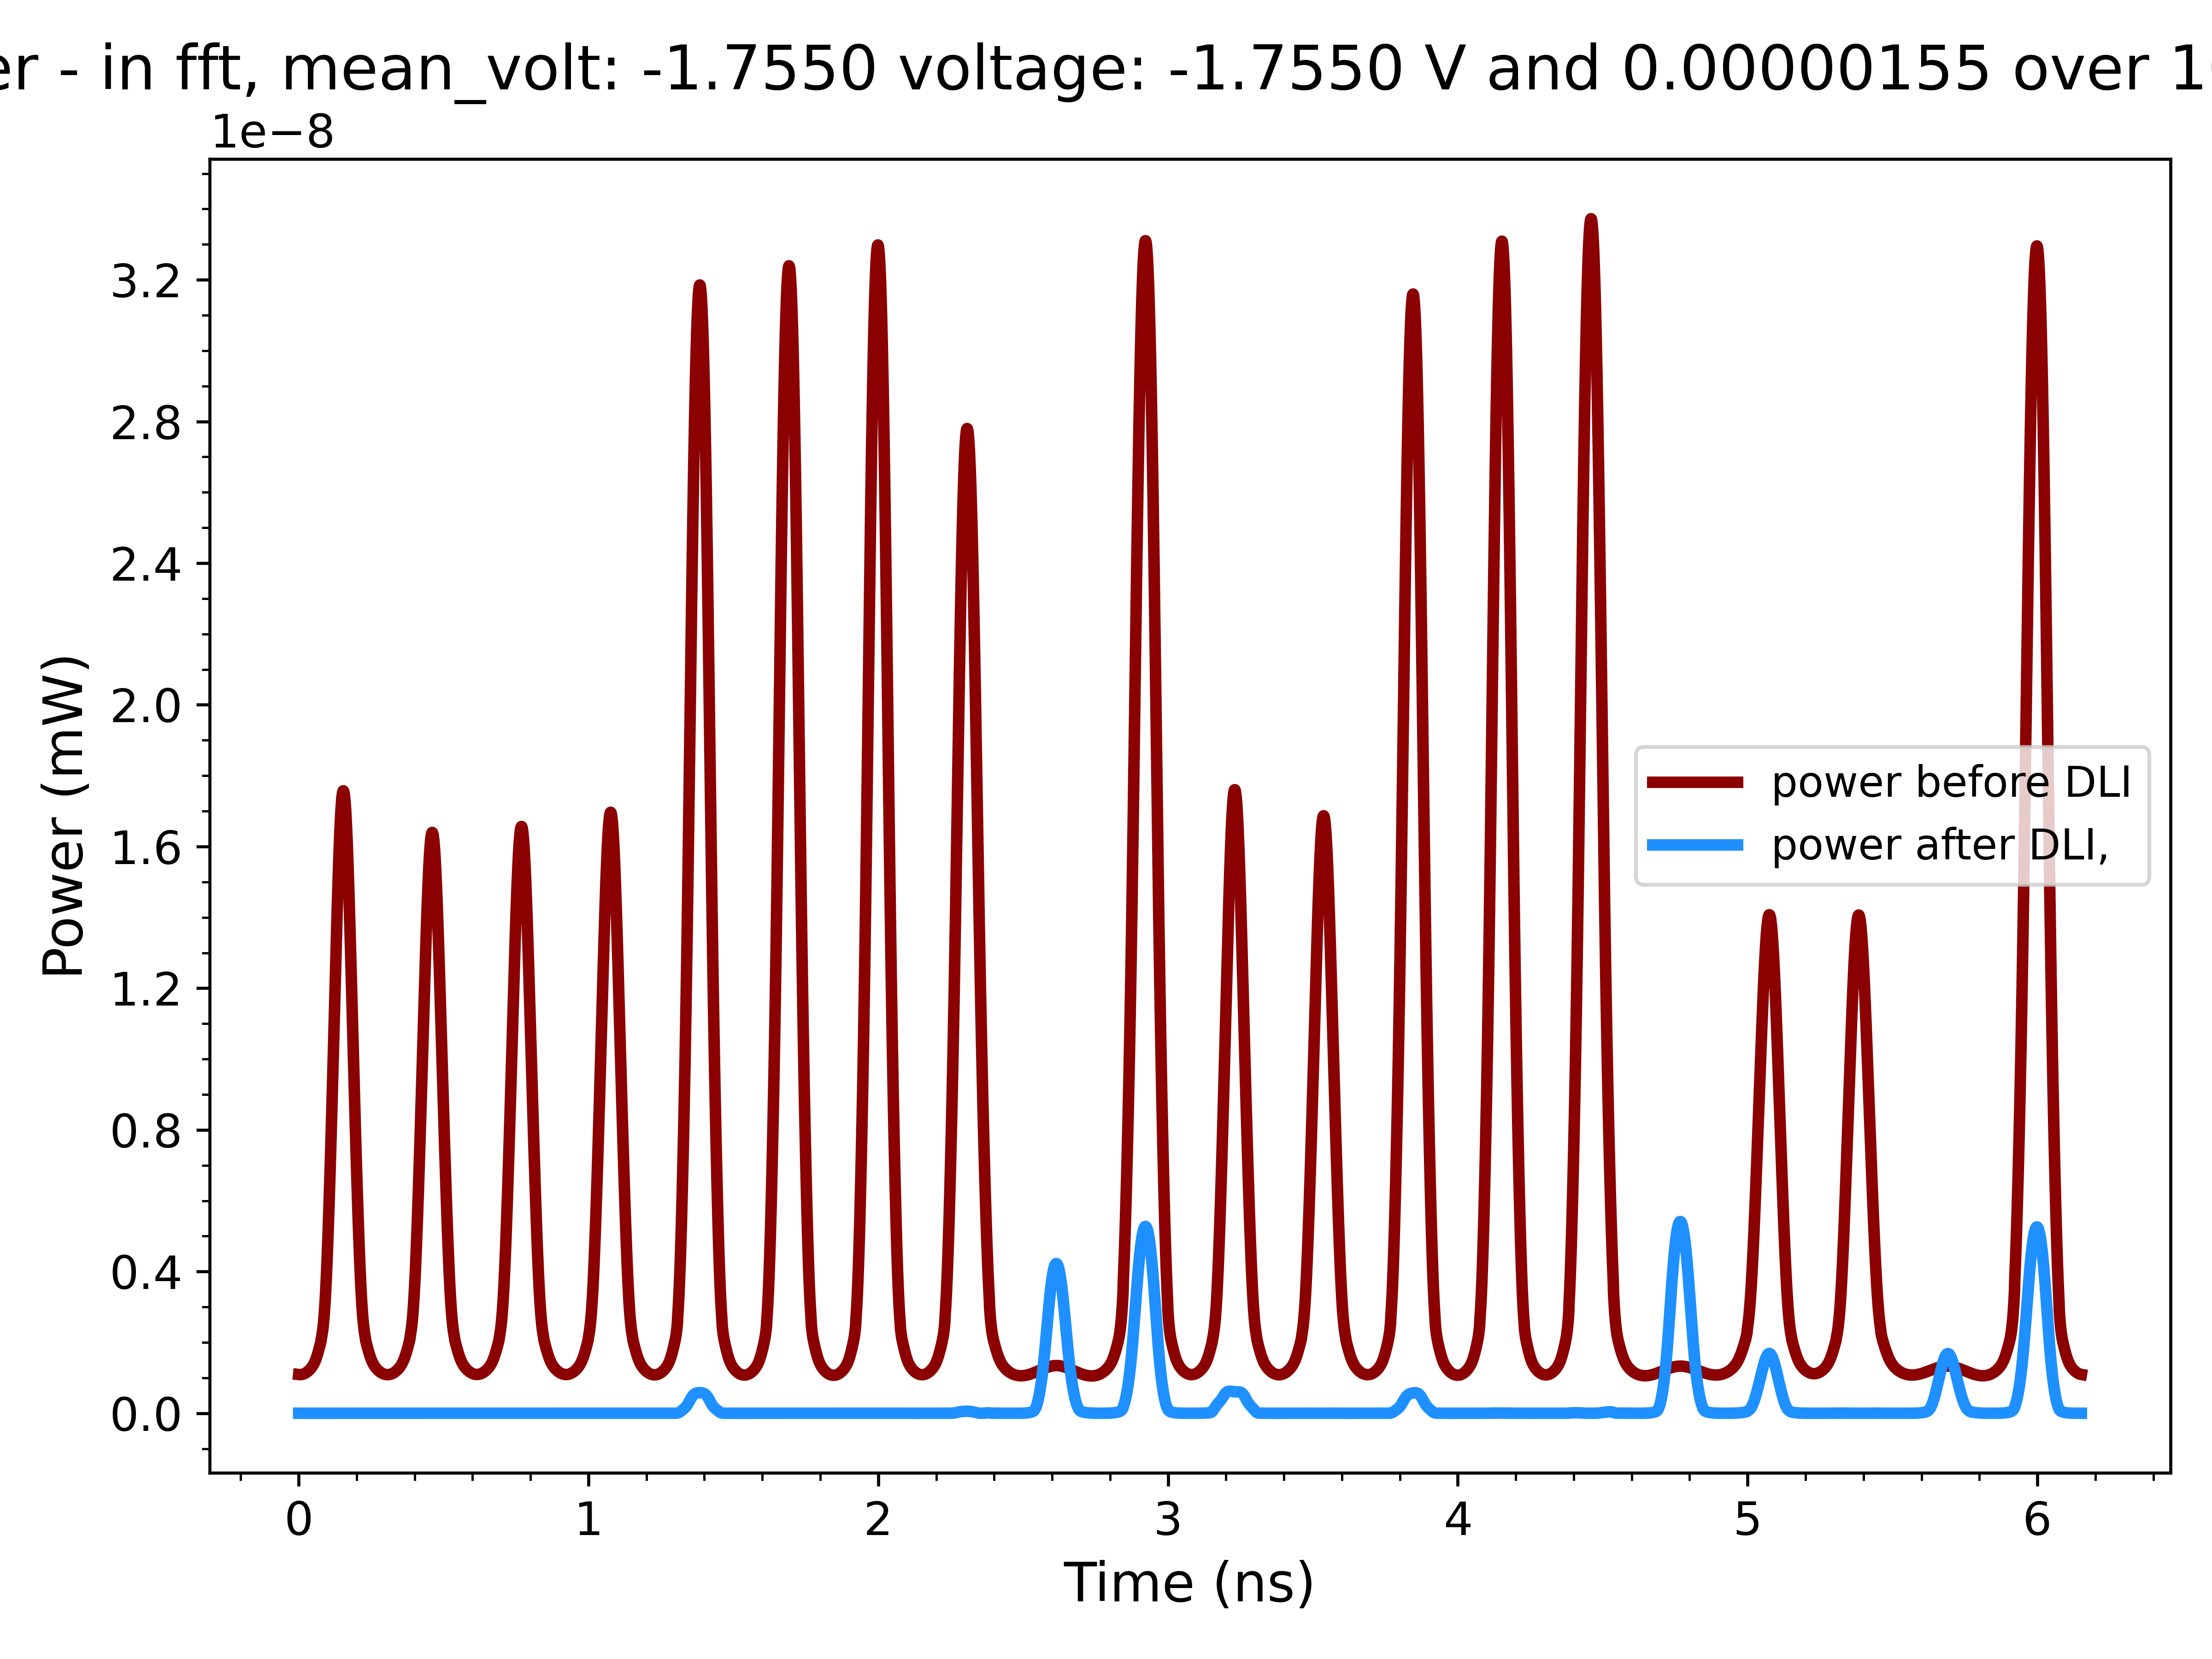 er - in fft, mean_volt: -1.7550 voltage: -1.7550 V and 0.00000155 over 1
1e−8
3.2
2.8
2.4
2.0
1.6
1.2
0.8
0.4
0.0
Power (mW)
power before DLI
power after DLI,
0 1 2 3 4 5 6
Time (ns)